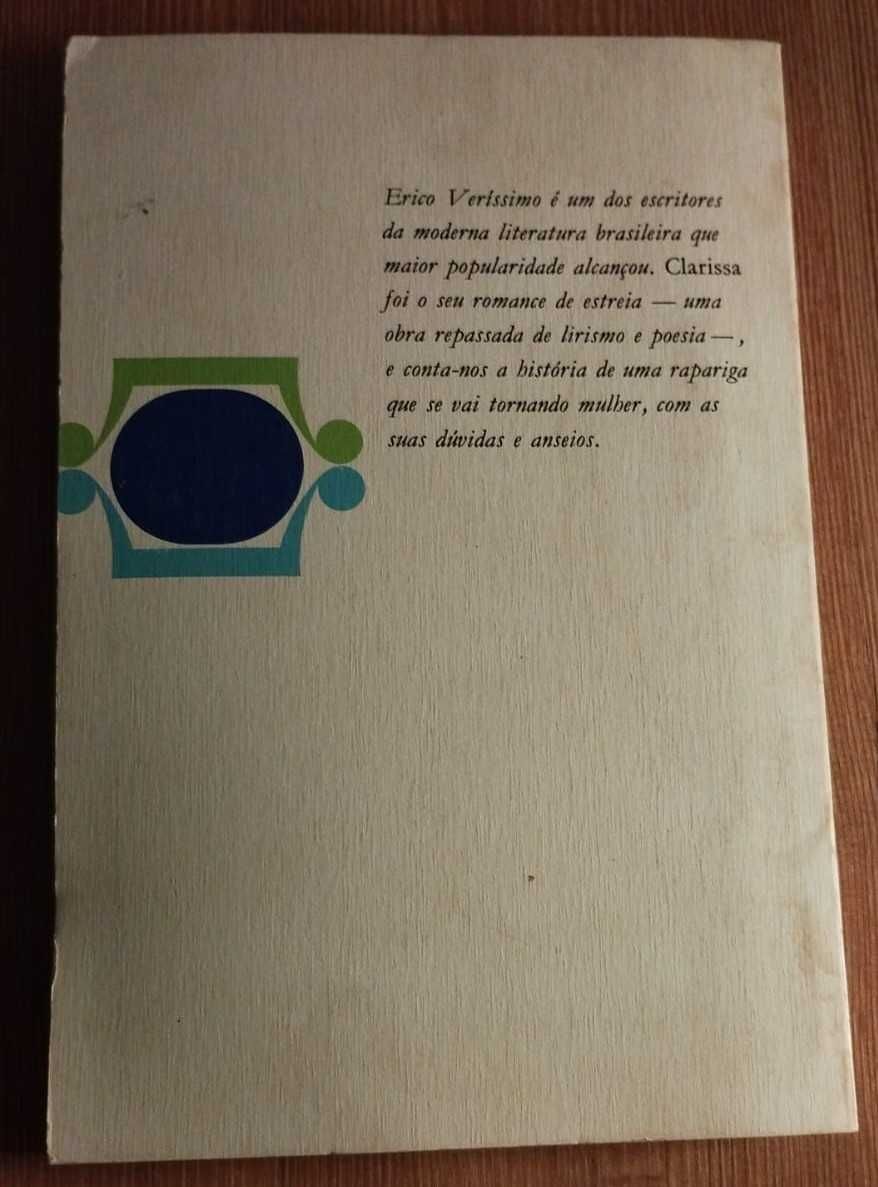 Erico Veríssimo é um dos escritores
da moderna literatura brasileira que
maior popularidade alcançou. Clarissa
foi o seu romance de estreia — uma
obra repassada de lirismo e poesia — ,
e conta-nos a história de uma rapariga
que se vai tornando mulher, com as
suas dúvidas e anseios.